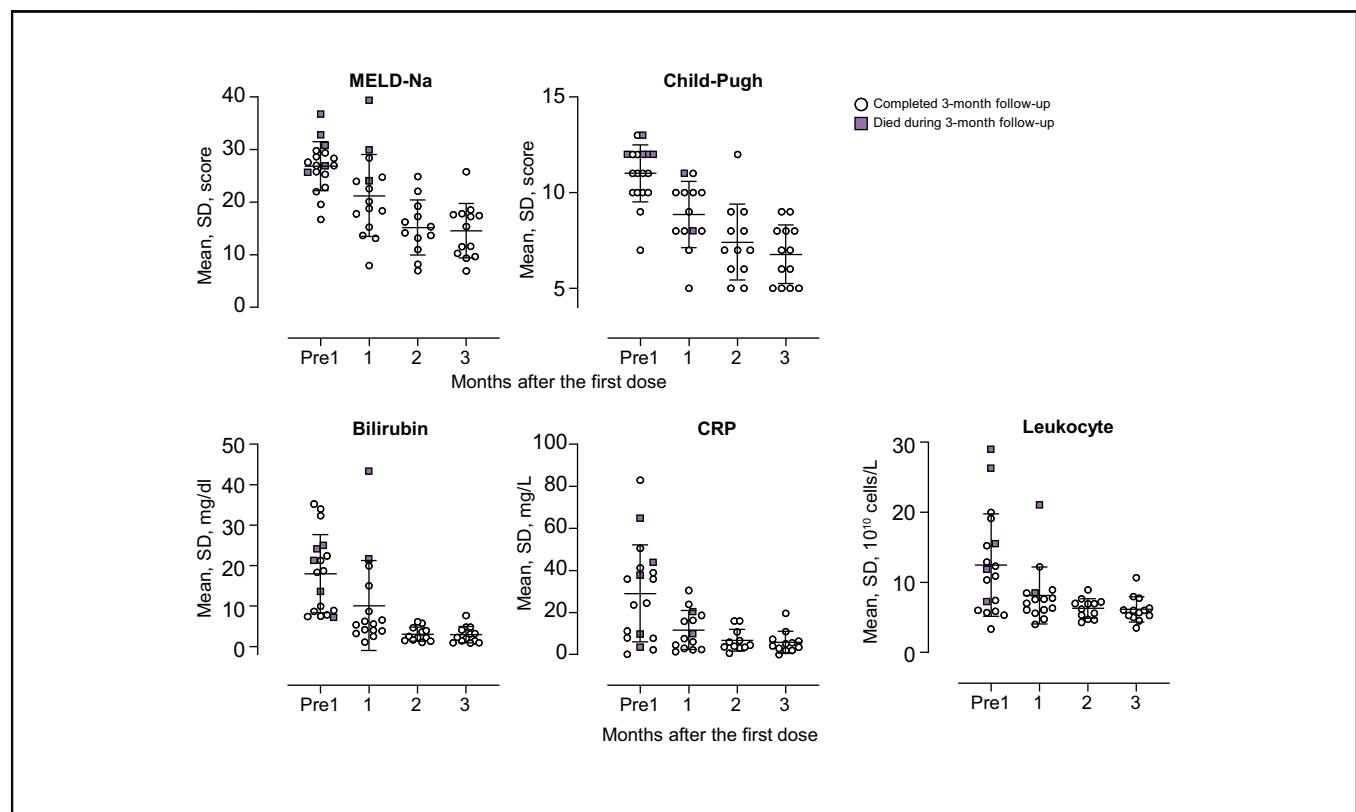 MELD-Na
Child-Pugh
Completed 3-month follow-up
Died during 3-month follow-up
Mean, SD, score
40
30
20
10
0
Pre1 1 2 3
Mean, SD, score
15
10
5
Pre1 1 2 3
Months after the first dose
Bilirubin
CRP
Leukocyte
Mean, SD, mg/dl
50
40
30
20
10
0
Pre1 1 2 3
Mean, SD, mg/L
100
80
60
40
20
0
Pre1 1 2 3
Mean, SD, 10¹⁰ cells/L
30
20
10
0
Pre1 1 2 3
Months after the first dose